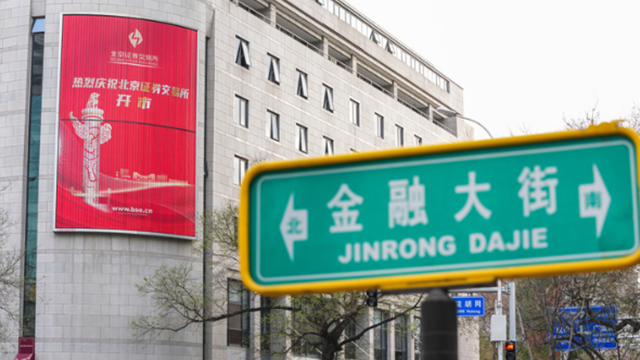 北京证券交易所
热烈庆祝北京证券交易所
开市
www.bse.cn
金融大街
北
南
JINRONG DAJIE